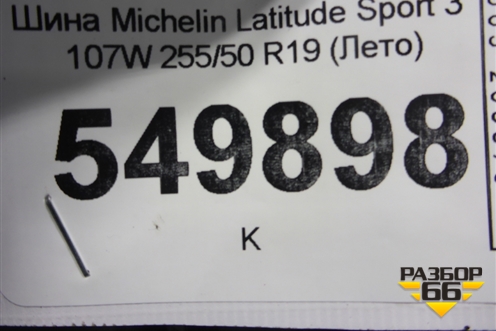 Шина Michelin Latitude Sport 3
107W 255/50 R19 (Лето)
549898
К
РАЗБОР
66